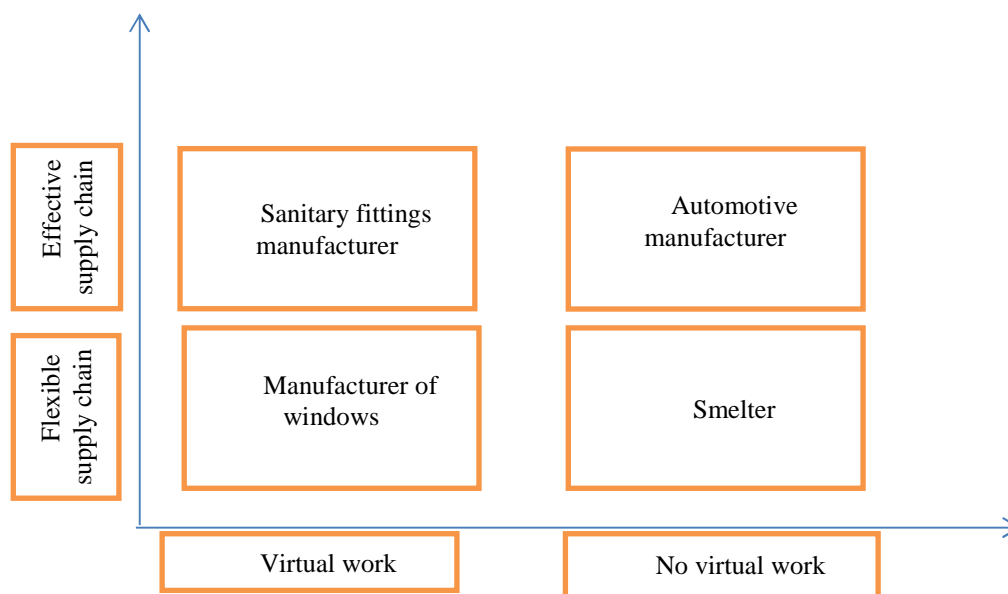 Effective
supply chain
Sanitary fittings
manufacturer
Automotive
manufacturer
Flexible
supply chain
Manufacturer of
windows
Smelter
Virtual work
No virtual work